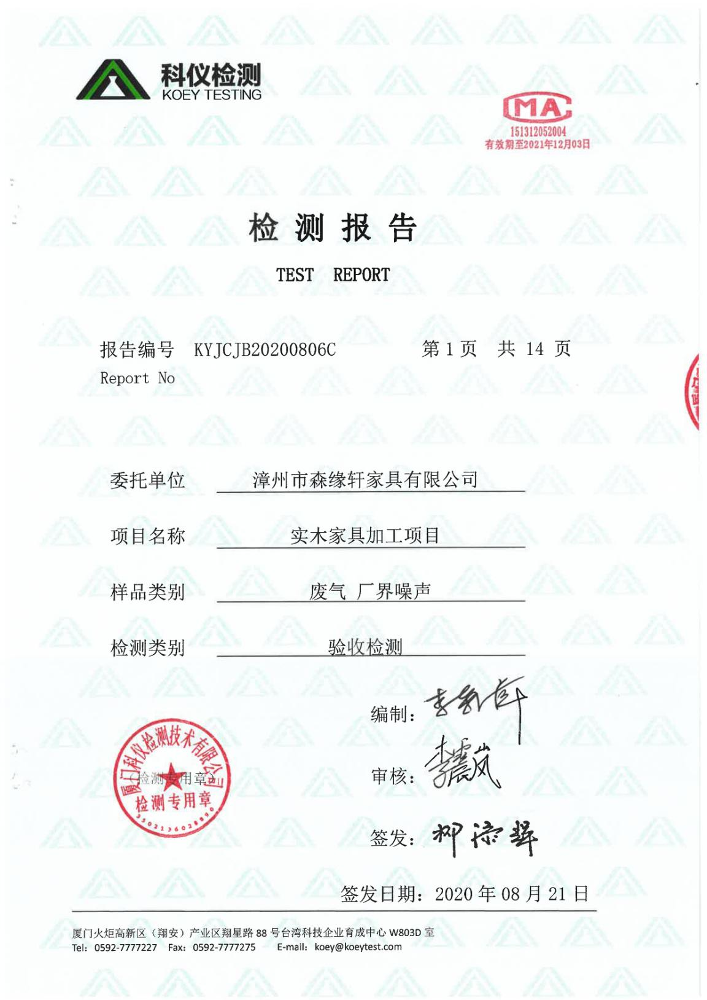 科仪检测
KOEY TESTING
CMA
151312052004
有效期至2021年12月03日
检测报告
TEST REPORT
报告编号 KYJCJB20200806C 第 1 页 共 14 页
Report No
委托单位 漳州市森缘轩家具有限公司
项目名称 实木家具加工项目
样品类别 废气 厂界噪声
检测类别 验收检测
编制:
审核: 李震岚
签发: 柳添辉
厦门科仪检测技术有限公司
(检测专用章)
检测专用章
签发日期: 2020 年 08 月 21 日
厦门火炬高新区（翔安）产业区翔星路 88 号台湾科技企业育成中心 W803D 室
Tel: 0592-7777227 Fax: 0592-7777275 E-mail: koey@koeytest.com